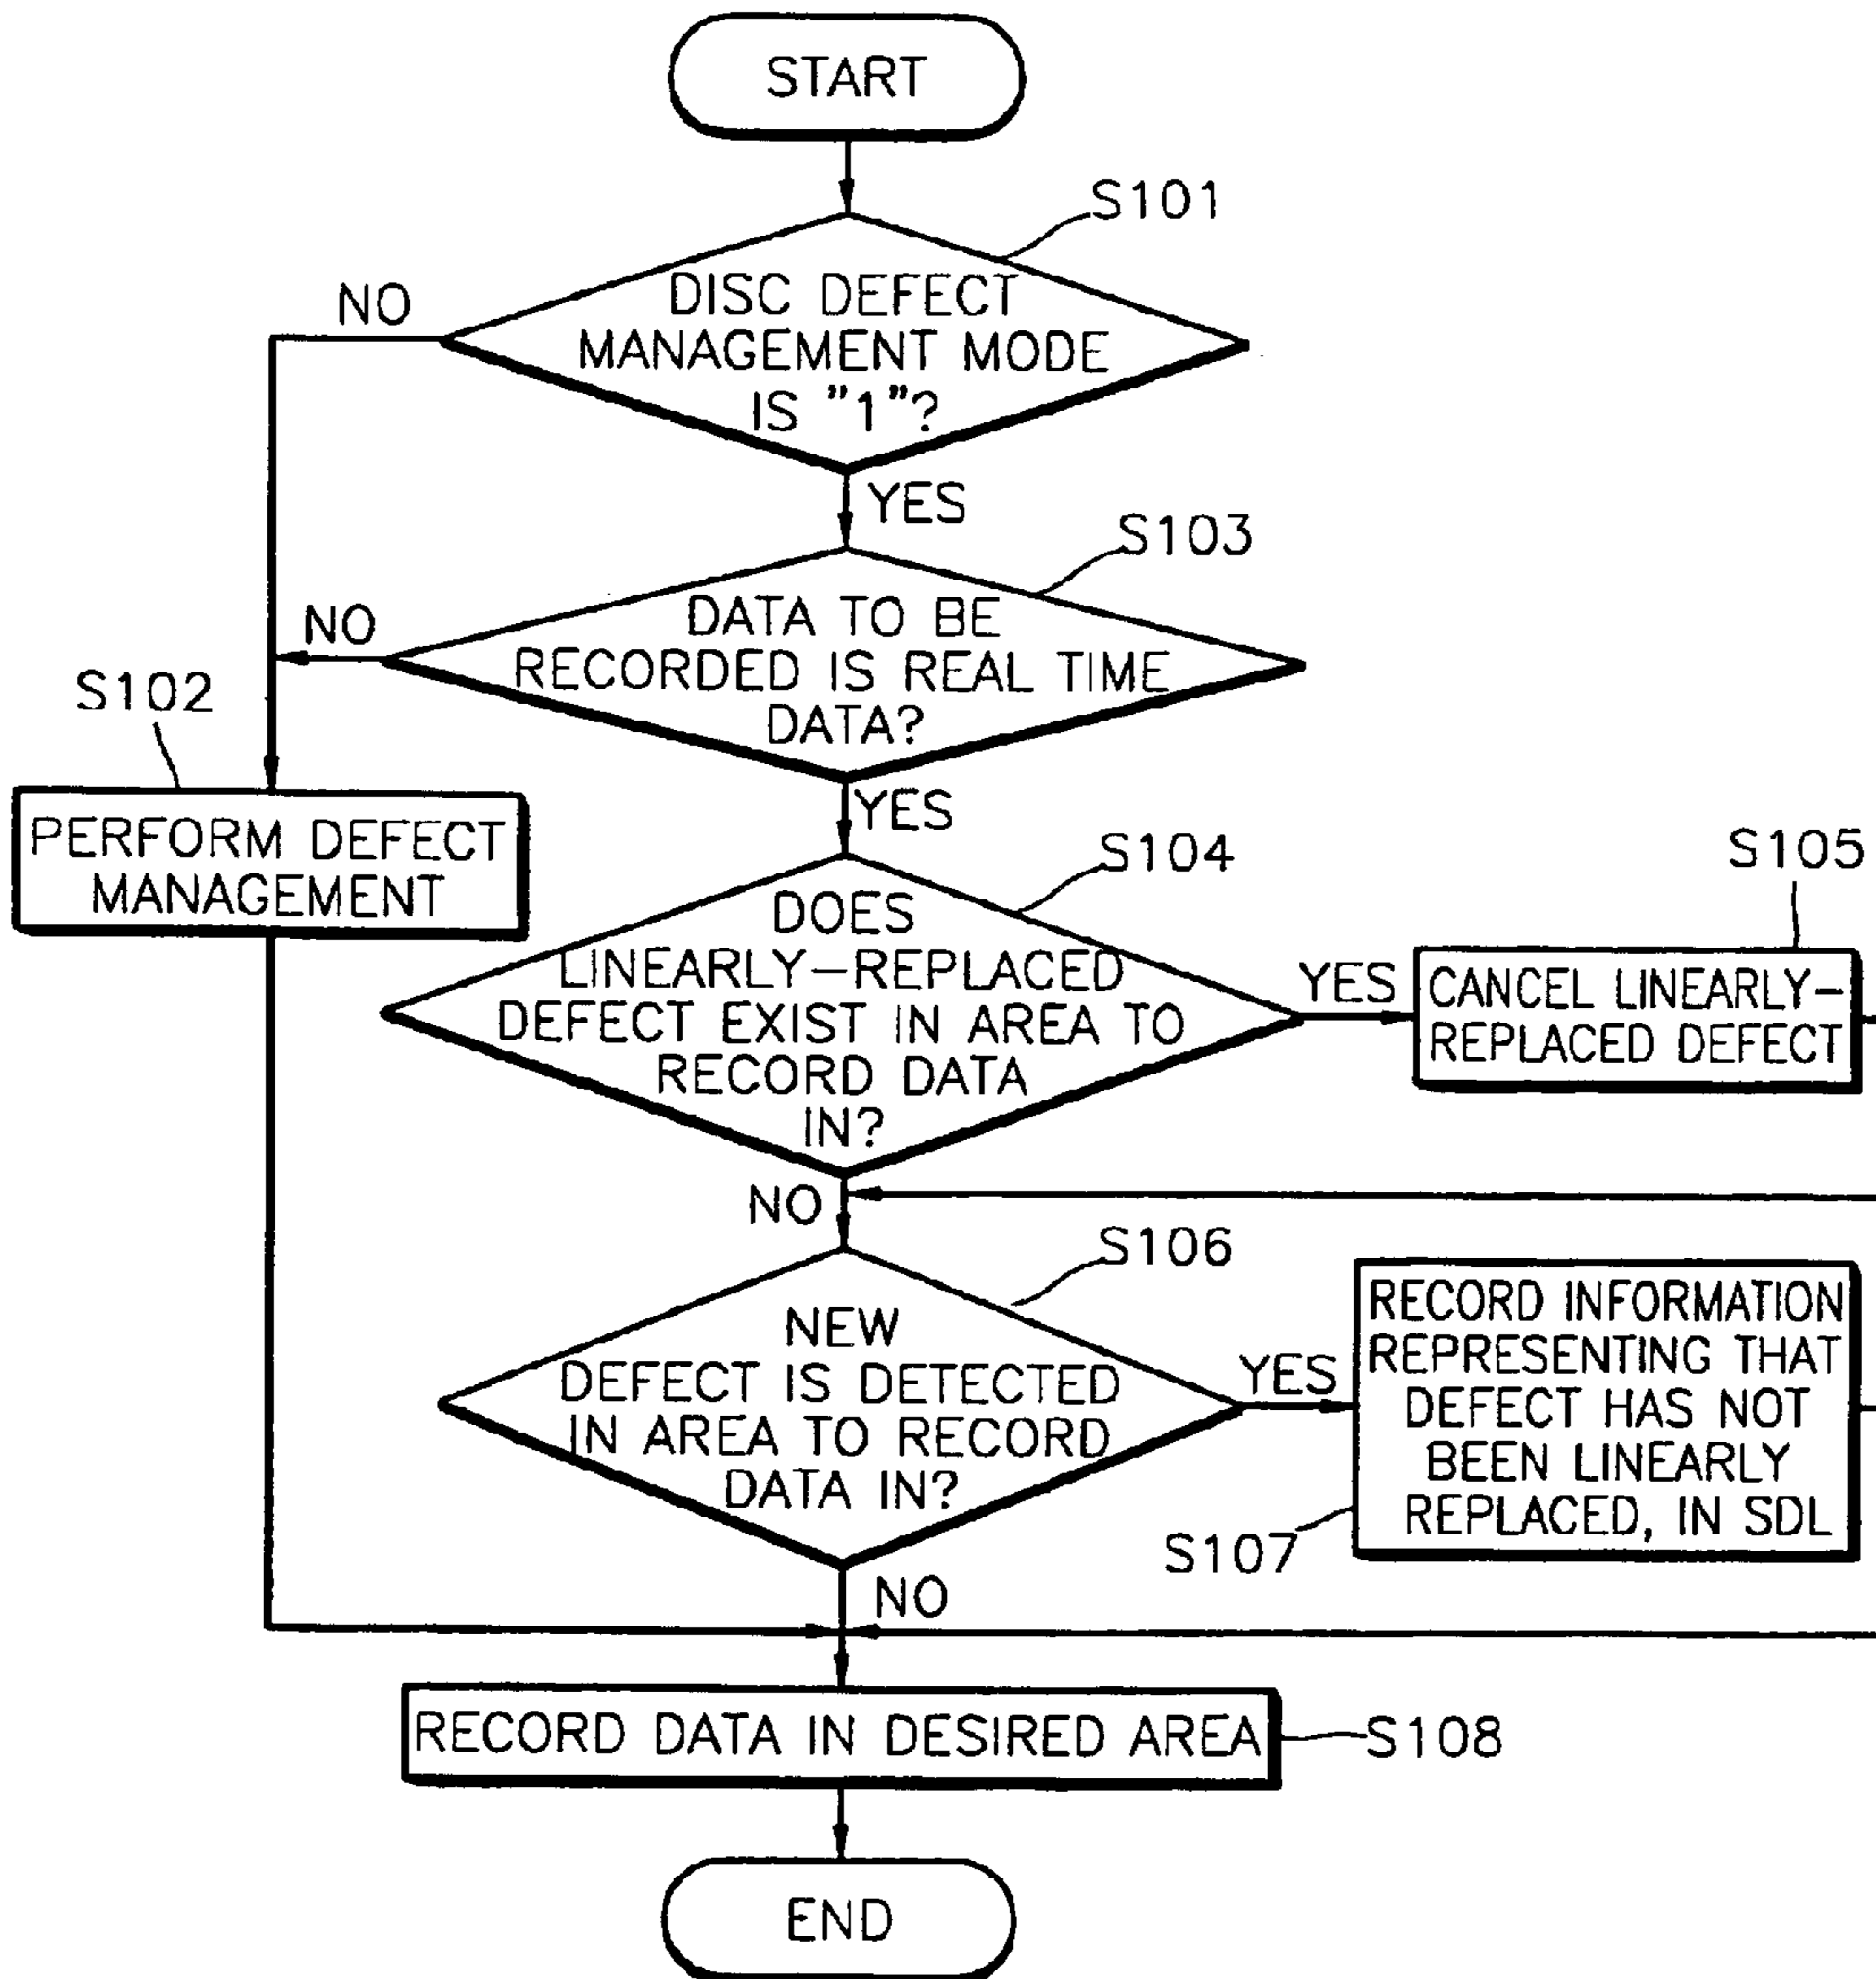 START
S101
DISC DEFECT
MANAGEMENT MODE
IS "1"?
NO
YES
S103
DATA TO BE
RECORDED IS REAL TIME
DATA?
NO
YES
S102
PERFORM DEFECT
MANAGEMENT
S104
DOES
LINEARLY-REPLACED
DEFECT EXIST IN AREA TO
RECORD DATA
IN?
YES
S105
CANCEL LINEARLY-
REPLACED DEFECT
NO
S106
NEW
DEFECT IS DETECTED
IN AREA TO RECORD
DATA IN?
YES
RECORD INFORMATION
REPRESENTING THAT
DEFECT HAS NOT
BEEN LINEARLY
REPLACED, IN SDL
S107
NO
RECORD DATA IN DESIRED AREA
S108
END